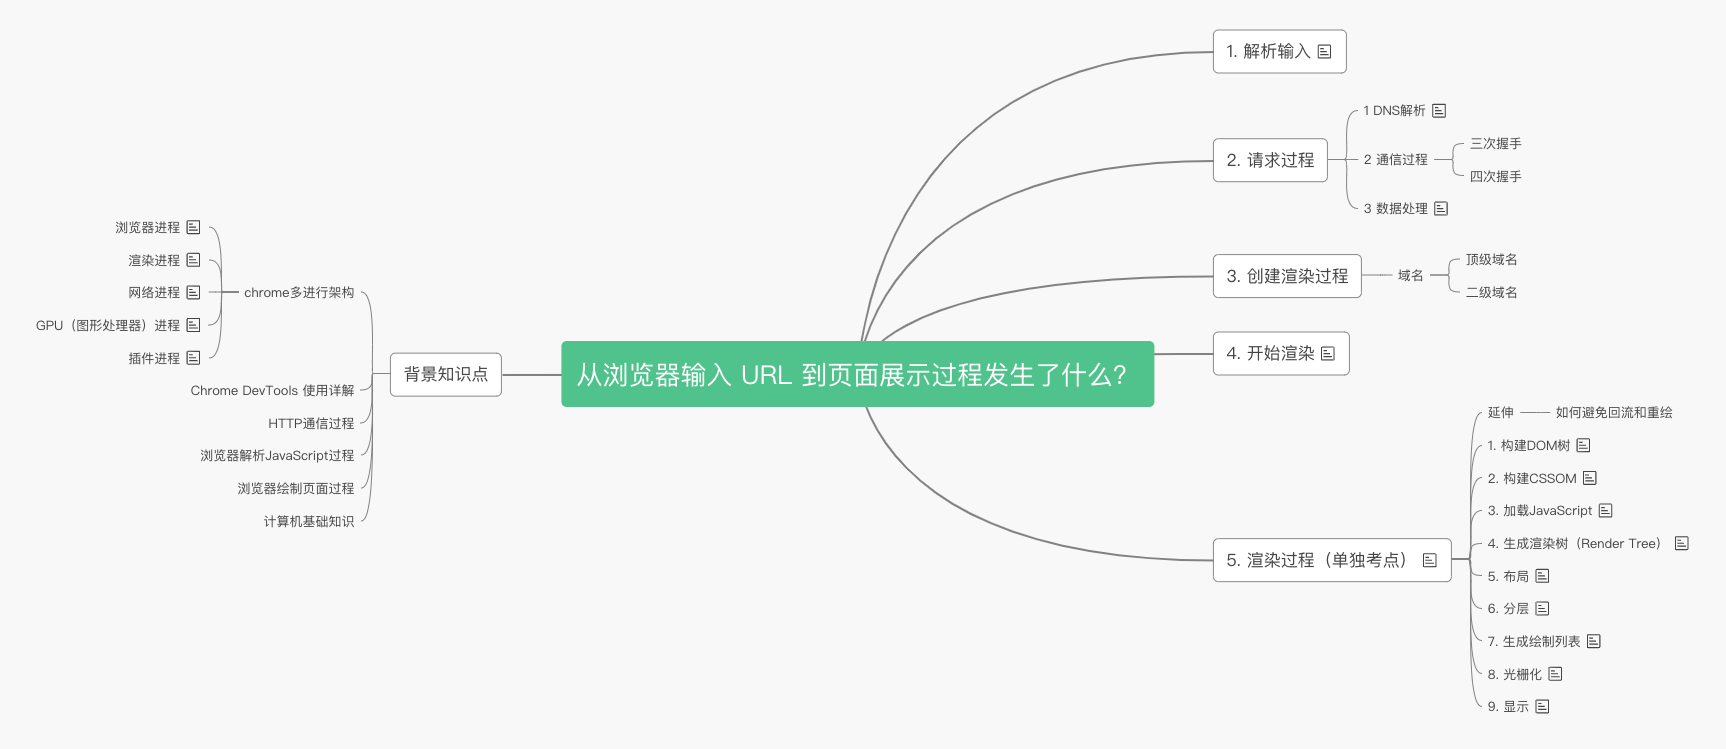 从浏览器输入 URL 到页面展示过程发生了什么?
1. 解析输入
2. 请求过程
1 DNS解析
2 通信过程
三次握手
四次握手
3 数据处理
3. 创建渲染过程
域名
顶级域名
二级域名
4. 开始渲染
5. 渲染过程（单独考点）
延伸
如何避免回流和重绘
1. 构建DOM树
2. 构建CSSOM
3. 加载JavaScript
4. 生成渲染树（Render Tree）
5. 布局
6. 分层
7. 生成绘制列表
8. 光栅化
9. 显示
背景知识点
chrome多进行架构
浏览器进程
渲染进程
网络进程
GPU（图形处理器）进程
插件进程
Chrome DevTools 使用详解
HTTP通信过程
浏览器解析JavaScript过程
浏览器绘制页面过程
计算机基础知识